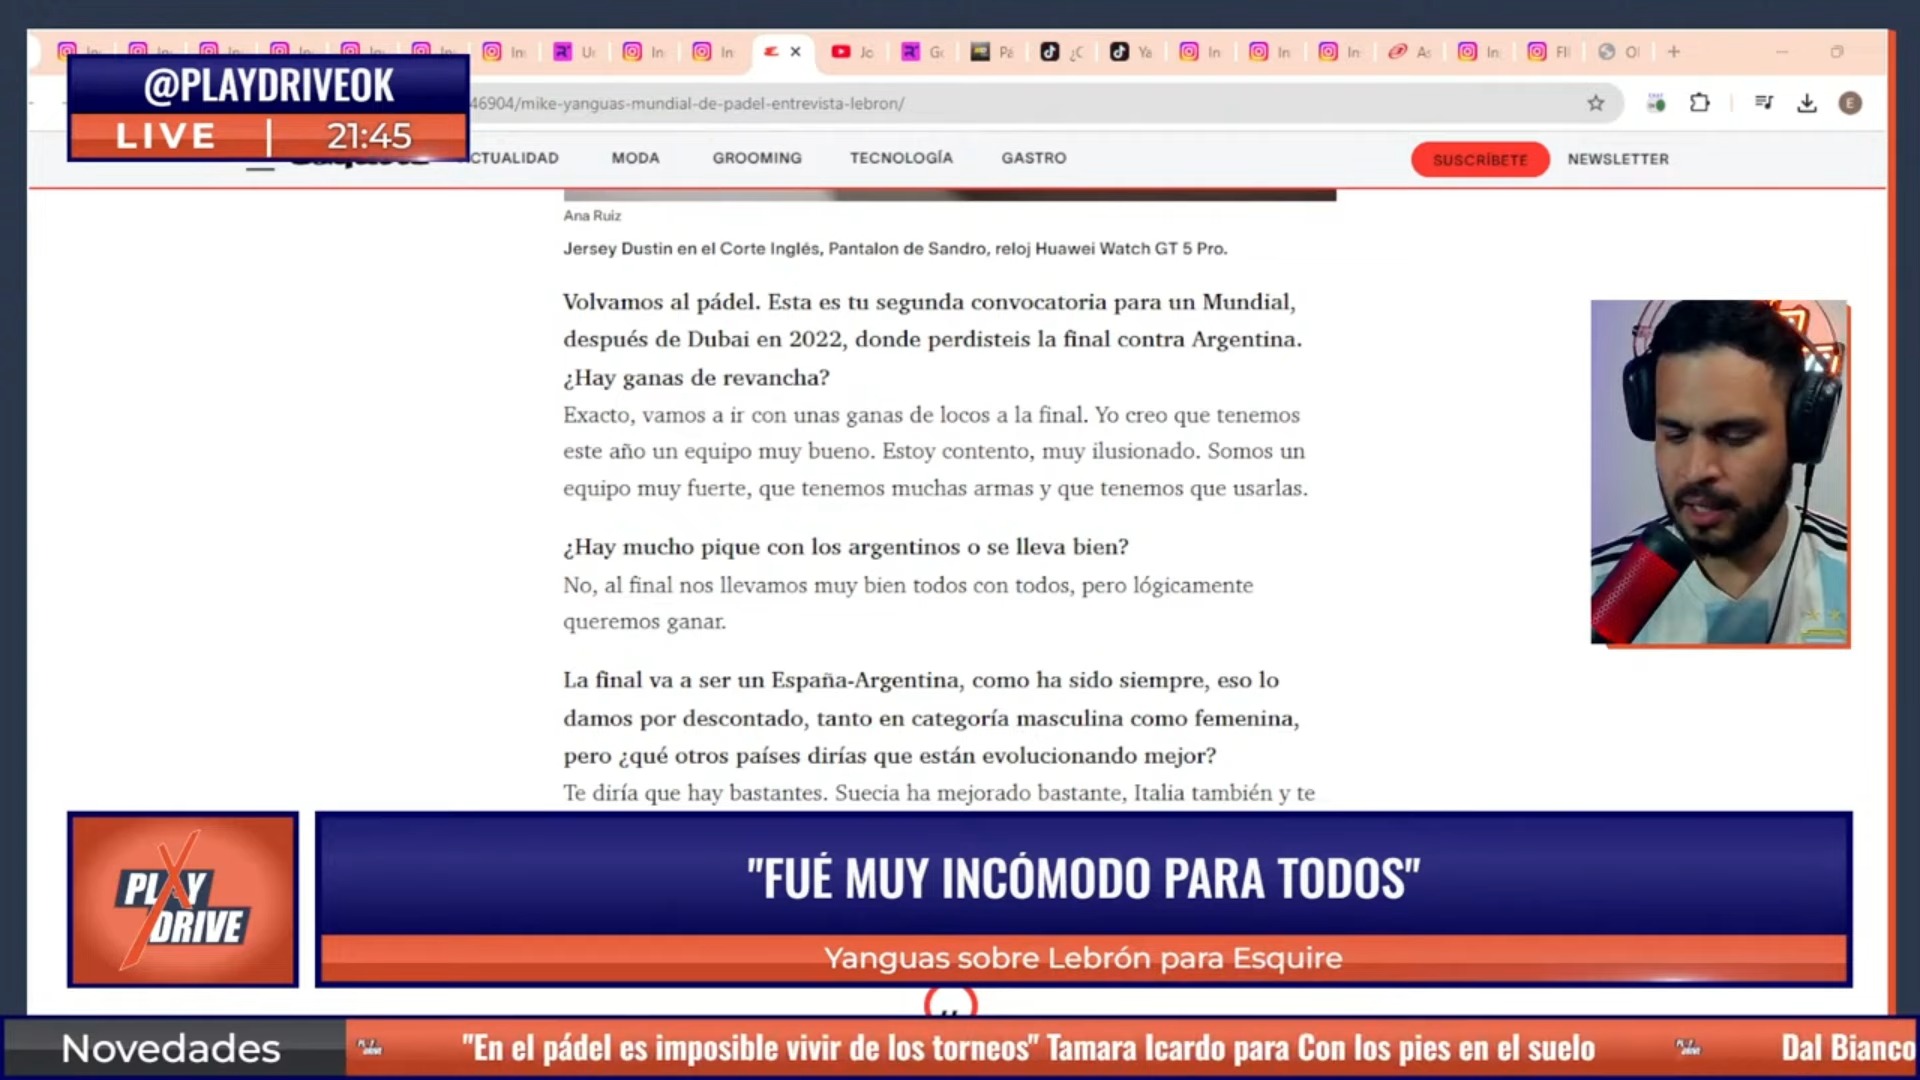 @PLAYDRIVEOK
LIVE | 21:45
46904/mike-yanguas-mundial-de-padel-entrevista-lebron/
E
CTUALIDAD MODA GROOMING TECNOLOGÍA GASTRO SUSCRÍBETE NEWSLETTER
Ana Ruiz
Jersey Dustin en el Corte Inglés, Pantalon de Sandro, reloj Huawei Watch GT 5 Pro.
Volvamos al pádel. Esta es tu segunda convocatoria para un Mundial,
después de Dubai en 2022, donde perdisteis la final contra Argentina.
¿Hay ganas de revancha?
Exacto, vamos a ir con unas ganas de locos a la final. Yo creo que tenemos
este año un equipo muy bueno. Estoy contento, muy ilusionado. Somos un
equipo muy fuerte, que tenemos muchas armas y que tenemos que usarlas.
¿Hay mucho pique con los argentinos o se lleva bien?
No, al final nos llevamos muy bien todos con todos, pero lógicamente
queremos ganar.
La final va a ser un España-Argentina, como ha sido siempre, eso lo
damos por descontado, tanto en categoría masculina como femenina,
pero ¿qué otros países dirías que están evolucionando mejor?
Te diría que hay bastantes. Suecia ha mejorado bastante, Italia también y te
PLAY
DRIVE
"FUÉ MUY INCÓMODO PARA TODOS"
Yanguas sobre Lebrón para Esquire
Novedades
"En el pádel es imposible vivir de los torneos" Tamara Icardo para Con los pies en el suelo
Dal Bianco